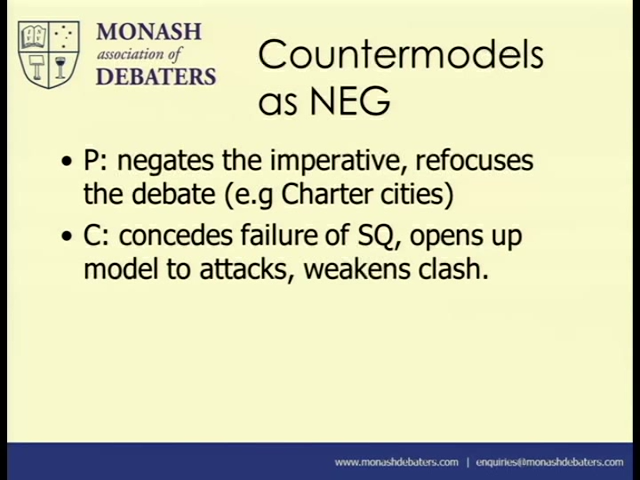 MONASH
association of
DEBATERS
Countermodels
as NEG
• P: negates the imperative, refocuses
the debate (e.g Charter cities)
• C: concedes failure of SQ, opens up
model to attacks, weakens clash.
www.monashdebaters.com | enquiries@monashdebaters.com